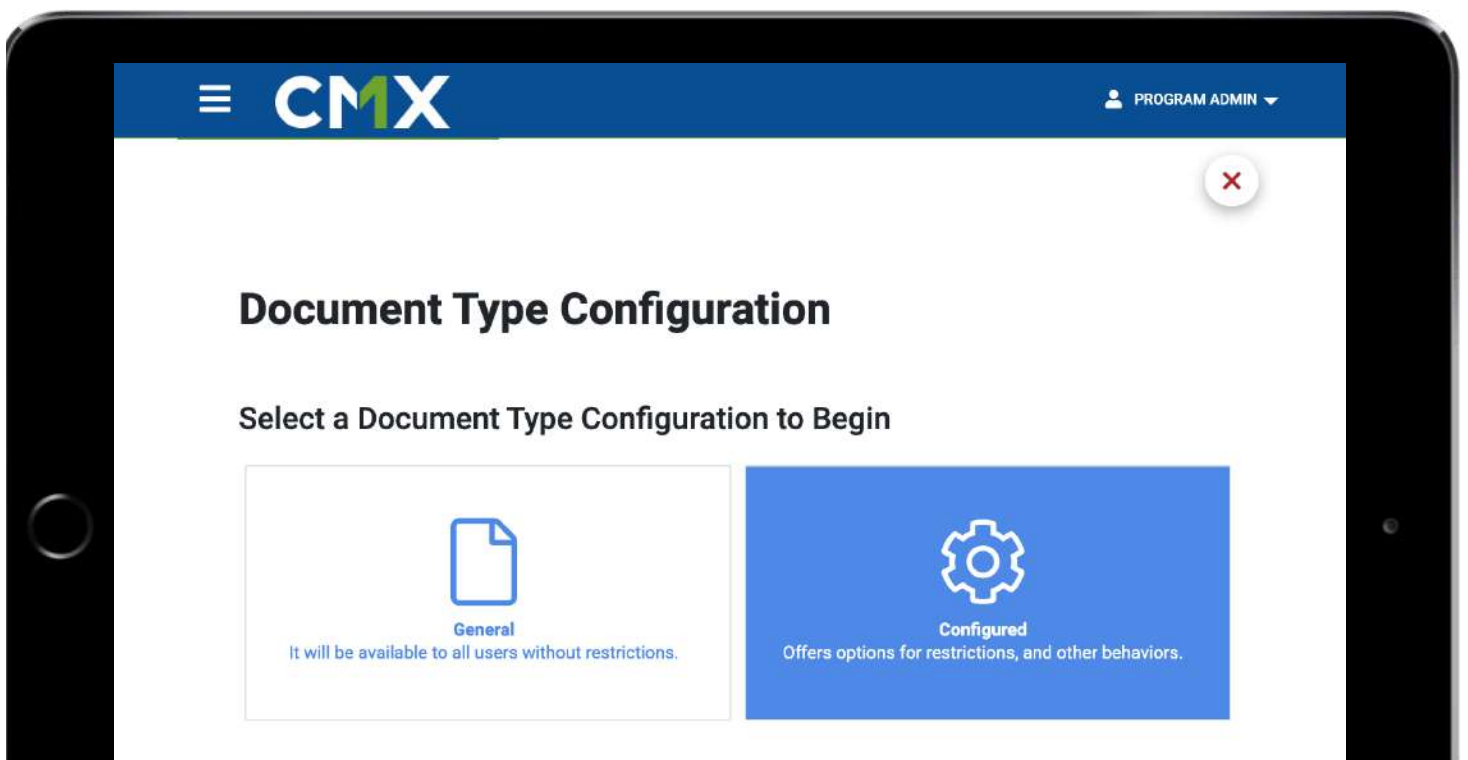 CM1X
PROGRAM ADMIN
Document Type Configuration
Select a Document Type Configuration to Begin
General
It will be available to all users without restrictions.
Configured
Offers options for restrictions, and other behaviors.